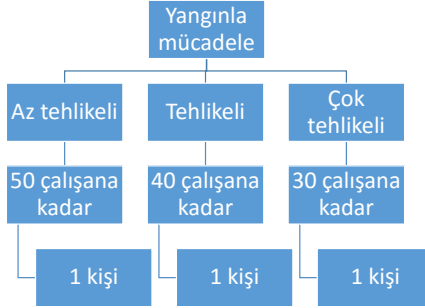 Yangınla
mücadele
Az tehlikeli
Tehlikeli
Çok
tehlikeli
50 çalışana
kadar
40 çalışana
kadar
30 çalışana
kadar
1 kişi
1 kişi
1 kişi